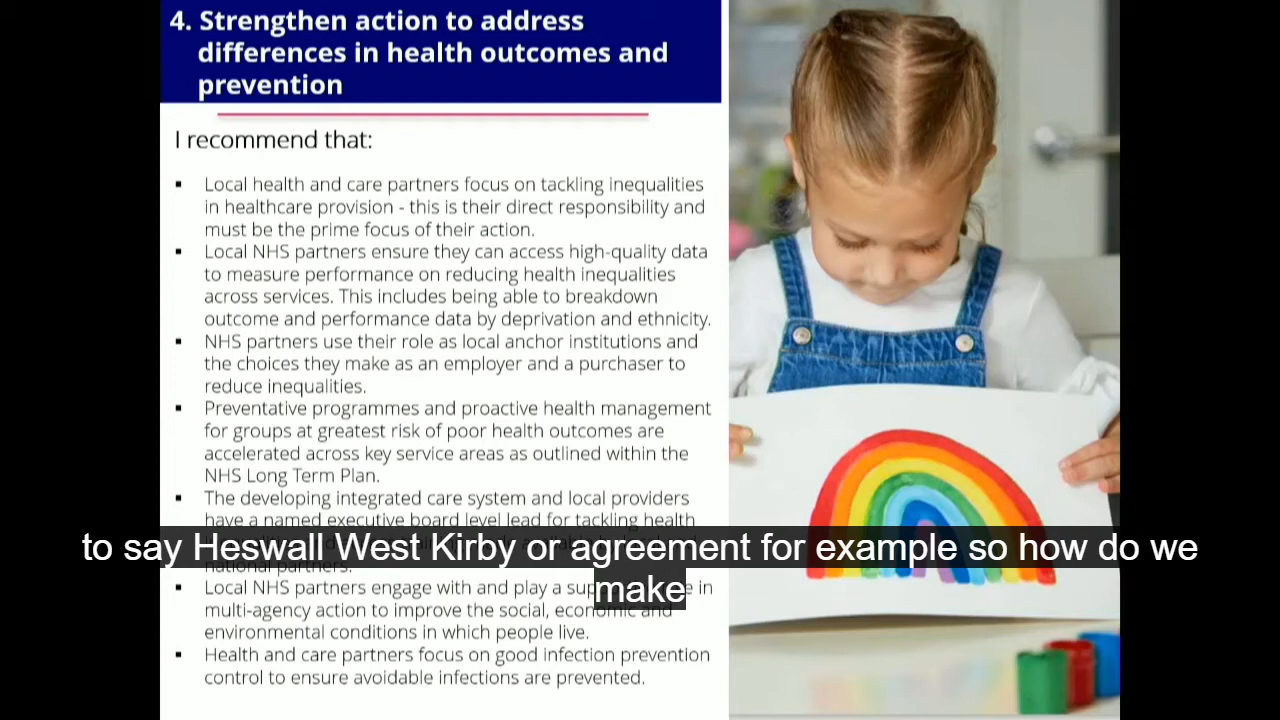 4. Strengthen action to address
differences in health outcomes and
prevention
I recommend that:
▪ Local health and care partners focus on tackling inequalities
in healthcare provision - this is their direct responsibility and
must be the prime focus of their action.
▪ Local NHS partners ensure they can access high-quality data
to measure performance on reducing health inequalities
across services. This includes being able to breakdown
outcome and performance data by deprivation and ethnicity.
▪ NHS partners use their role as local anchor institutions and
the choices they make as an employer and a purchaser to
reduce inequalities.
▪ Preventative programmes and proactive health management
for groups at greatest risk of poor health outcomes are
accelerated across key service areas as outlined within the
NHS Long Term Plan.
▪ The developing integrated care system and local providers
have a named executive board level lead for tackling health
national partners.
▪ Local NHS partners engage with and play a in
multi-agency action to improve the social, economic and
environmental conditions in which people live.
▪ Health and care partners focus on good infection prevention
control to ensure avoidable infections are prevented.
to say Heswall West Kirby or agreement for example so how do we
make